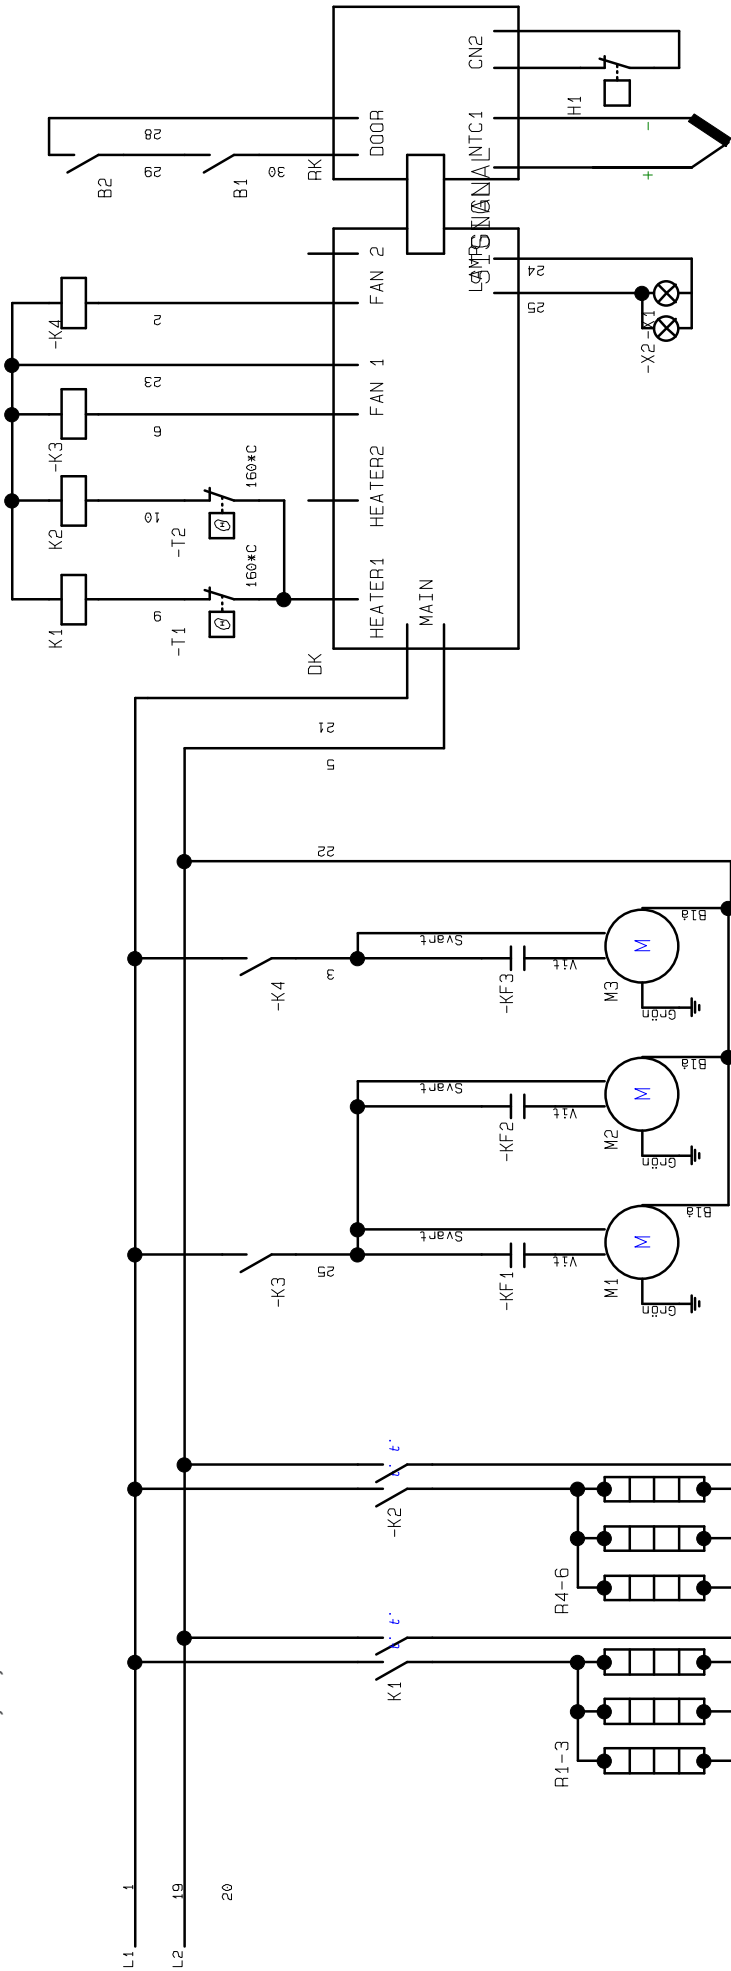 CN2
H1
DOOR
NTC1
28
29
30
B2
B1
RK
-
+
SIGNAL
24
25
-X1
-X2
FAN 2
-K4
2
FAN 1
23
-K3
6
HEATER2
K2
10
-T2
160*C
HEATER1
K1
9
-T1
160*C
MAIN
DK
21
5
22
Blå
Svart
M
-K4
3
-KF3
Vit
M3
Grön
Blå
Svart
M
-KF2
Vit
M2
Grön
Blå
Svart
M
-K3
25
-KF1
Vit
M1
Grön
-K2
R4-6
K1
R1-3
L1
1
L2
19
20